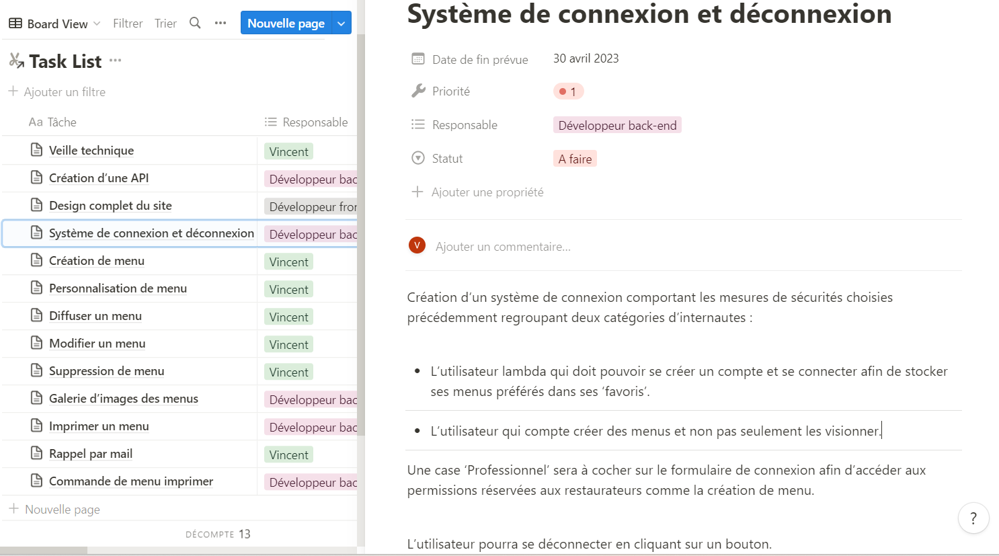 Board View Filtrer Trier Nouvelle page
Task List
Ajouter un filtre
Aa Tâche Responsable
Veille technique Vincent
Création d’une API Développeur bac
Design complet du site Développeur fron
Système de connexion et déconnexion Développeur bac
Création de menu Vincent
Personnalisation de menu Vincent
Diffuser un menu Vincent
Modifier un menu Vincent
Suppression de menu Vincent
Galerie d’images des menus Développeur bac
Imprimer un menu Développeur bac
Rappel par mail Vincent
Commande de menu imprimer Développeur bac
Nouvelle page
DÉCOMPTE 13
Système de connexion et déconnexion
Date de fin prévue 30 avril 2023
Priorité 1
Responsable Développeur back-end
Statut A faire
Ajouter une propriété
V Ajouter un commentaire...
Création d’un système de connexion comportant les mesures de sécurités choisies
précédemment regroupant deux catégories d’internautes :
• L’utilisateur lambda qui doit pouvoir se créer un compte et se connecter afin de stocker
ses menus préférés dans ses ‘favoris’.
• L’utilisateur qui compte créer des menus et non pas seulement les visionner.
Une case ‘Professionnel’ sera à cocher sur le formulaire de connexion afin d’accéder aux
permissions réservées aux restaurateurs comme la création de menu.
L’utilisateur pourra se déconnecter en cliquant sur un bouton.
?